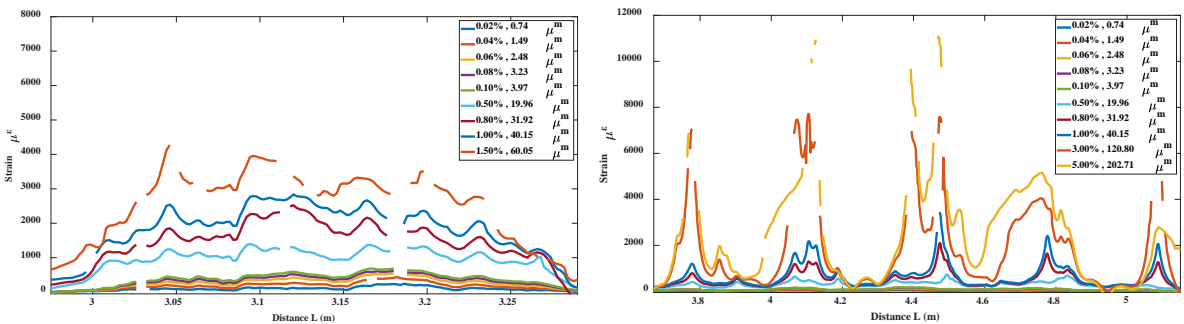 8000
7000
6000
5000
4000
3000
2000
1000
0
Strain με
3
3.05
3.1
3.15
3.2
3.25
Distance L (m)
0.02% , 0.74 μm
0.04% , 1.49 μm
0.06% , 2.48 μm
0.08% , 3.23 μm
0.10% , 3.97 μm
0.50% , 19.96 μm
0.80% , 31.92 μm
1.00% , 40.15 μm
1.50% , 60.05 μm
12000
10000
8000
6000
4000
2000
0
Strain με
3.8
4
4.2
4.4
4.6
4.8
5
Distance L (m)
0.02% , 0.74 μm
0.04% , 1.49 μm
0.06% , 2.48 μm
0.08% , 3.23 μm
0.10% , 3.97 μm
0.50% , 19.96 μm
0.80% , 31.92 μm
1.00% , 40.15 μm
3.00% , 120.80 μm
5.00% , 202.71 μm